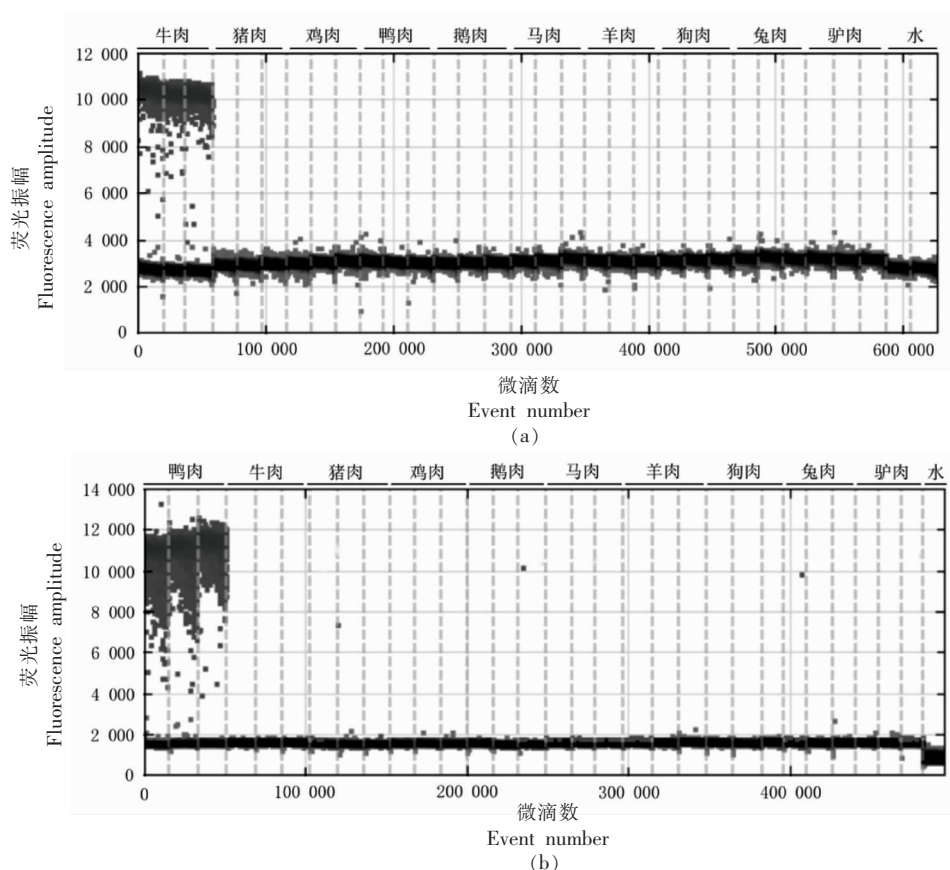 牛肉 猪肉 鸡肉 鸭肉 鹅肉 马肉 羊肉 狗肉 兔肉 驴肉 水
12 000
10 000
8 000
6 000
4 000
2 000
0
荧光振幅
Fluorescence amplitude
0 100 000 200 000 300 000 400 000 500 000 600 000
微滴数
Event number
(a)
鸭肉 牛肉 猪肉 鸡肉 鹅肉 马肉 羊肉 狗肉 兔肉 驴肉 水
14 000
12 000
10 000
8 000
6 000
4 000
2 000
0
荧光振幅
Fluorescence amplitude
0 100 000 200 000 300 000 400 000
微滴数
Event number
(b)